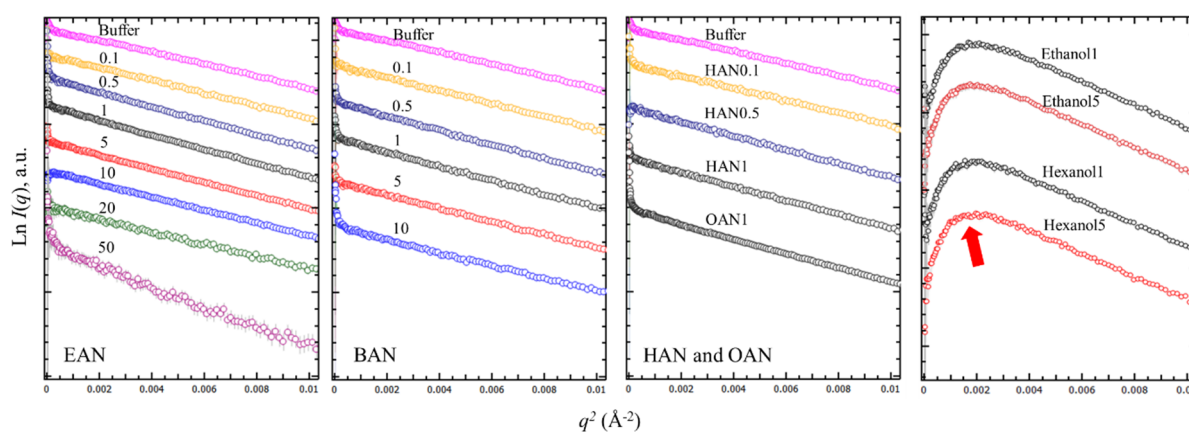 Ln I(q), a.u.
Buffer
0.1
0.5
1
5
10
20
50
EAN
0 0.002 0.004 0.006 0.008 0.01
Buffer
0.1
0.5
1
5
10
BAN
0 0.002 0.004 0.006 0.008 0.01
Buffer
HAN0.1
HAN0.5
HAN1
OAN1
HAN and OAN
0 0.002 0.004 0.006 0.008 0.01
Ethanol1
Ethanol5
Hexanol1
Hexanol5
0 0.002 0.004 0.006 0.008
q² (Å⁻²)